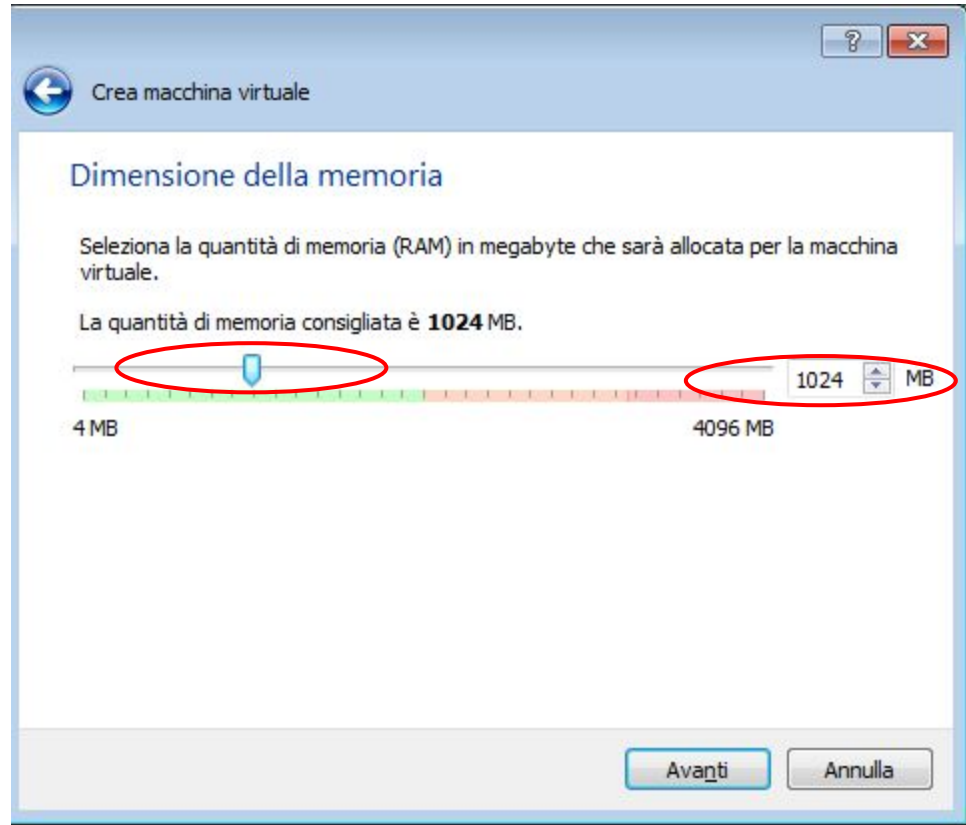 ?
Crea macchina virtuale
Dimensione della memoria
Seleziona la quantità di memoria (RAM) in megabyte che sarà allocata per la macchina
virtuale.
La quantità di memoria consigliata è 1024 MB.
1024 MB
4 MB 4096 MB
Avanti Annulla